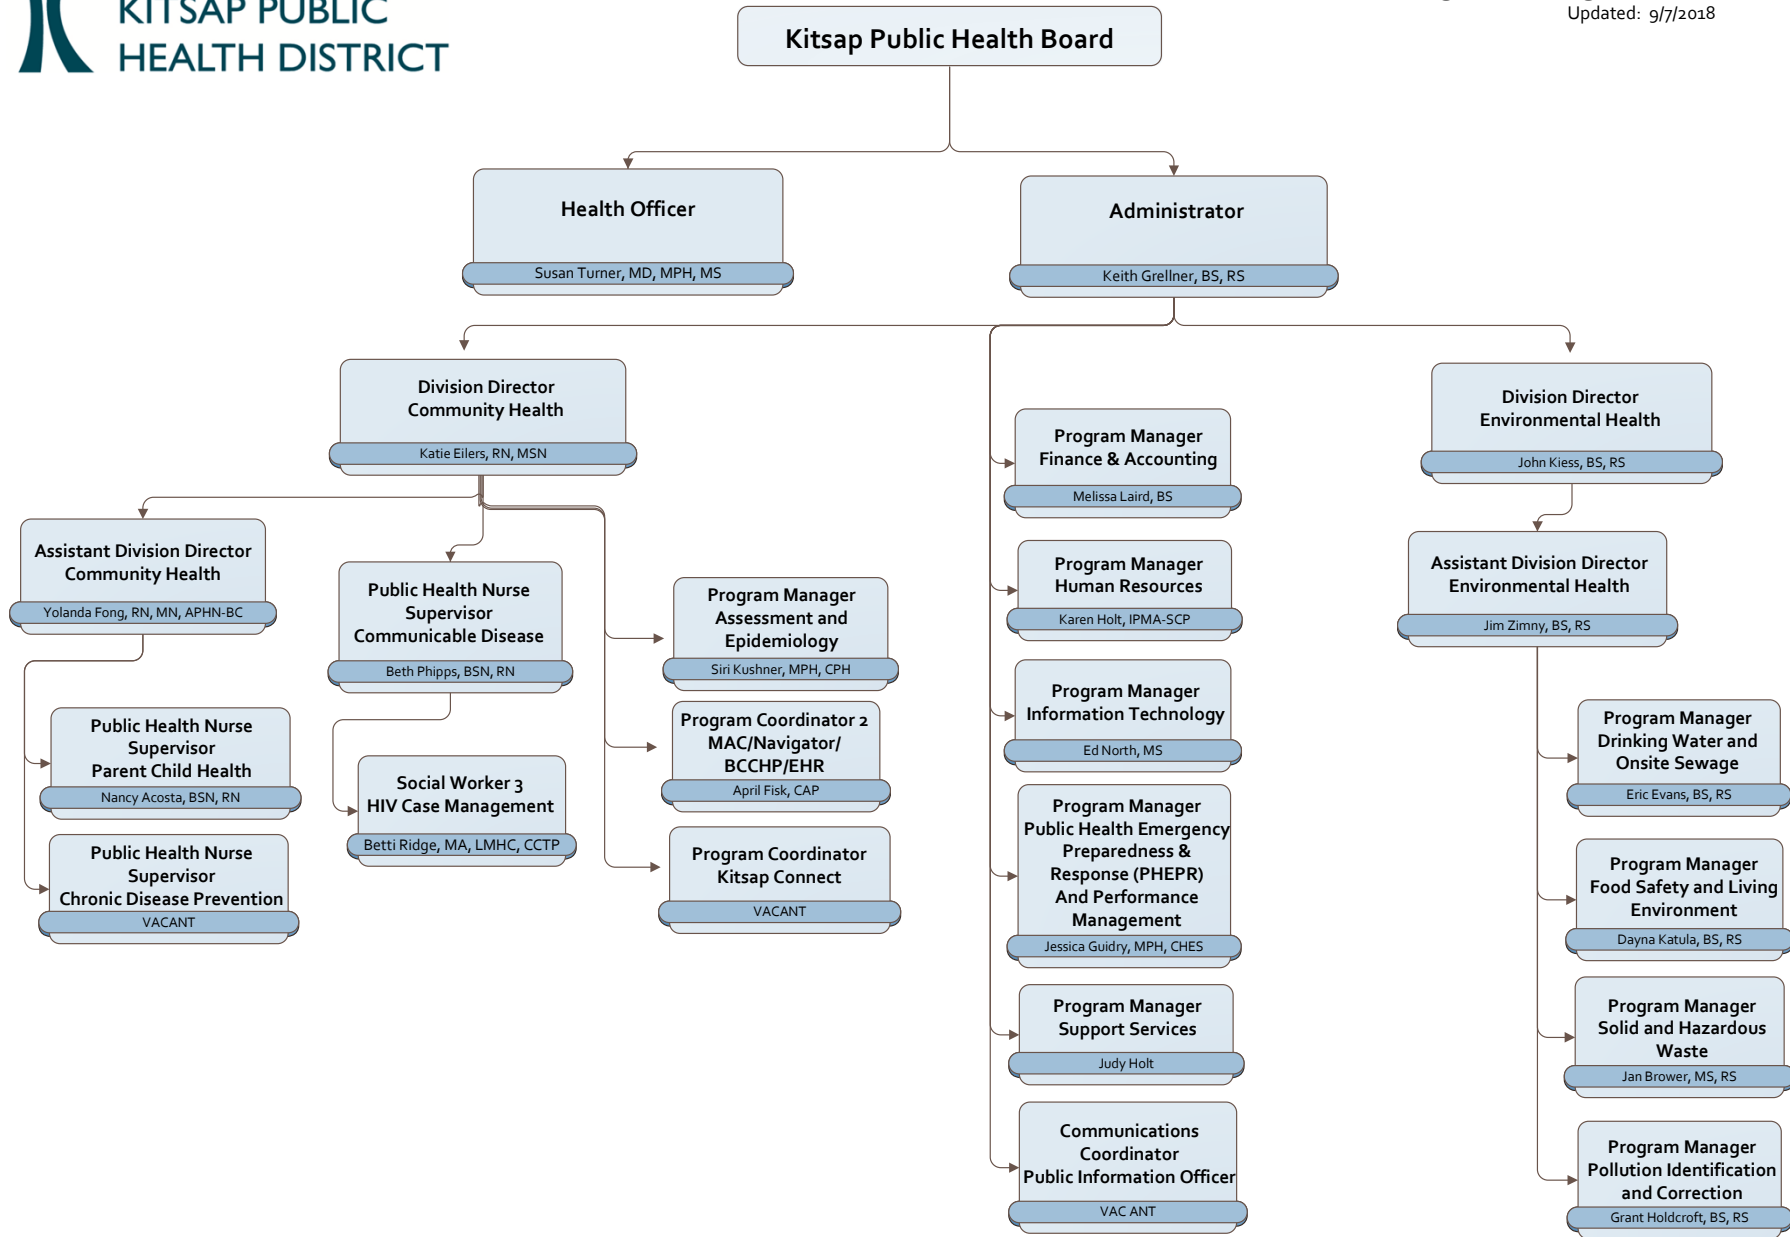 KITSAP PUBLIC
HEALTH DISTRICT
Updated: 9/7/2018
Kitsap Public Health Board
Health Officer
Susan Turner, MD, MPH, MS
Administrator
Keith Grellner, BS, RS
Division Director
Community Health
Katie Eilers, RN, MSN
Assistant Division Director
Community Health
Yolanda Fong, RN, MN, APHN-BC
Public Health Nurse
Supervisor
Parent Child Health
Nancy Acosta, BSN, RN
Public Health Nurse
Supervisor
Chronic Disease Prevention
VACANT
Public Health Nurse
Supervisor
Communicable Disease
Beth Phipps, BSN, RN
Social Worker 3
HIV Case Management
Betti Ridge, MA, LMHC, CCTP
Program Manager
Assessment and
Epidemiology
Siri Kushner, MPH, CPH
Program Coordinator 2
MAC/Navigator/
BCCHP/EHR
April Fisk, CAP
Program Coordinator
Kitsap Connect
VACANT
Program Manager
Finance & Accounting
Melissa Laird, BS
Program Manager
Human Resources
Karen Holt, IPMA-SCP
Program Manager
Information Technology
Ed North, MS
Program Manager
Public Health Emergency
Preparedness &
Response (PHEPR)
And Performance
Management
Jessica Guidry, MPH, CHES
Program Manager
Support Services
Judy Holt
Communications
Coordinator
Public Information Officer
VAC ANT
Division Director
Environmental Health
John Kiess, BS, RS
Assistant Division Director
Environmental Health
Jim Zimny, BS, RS
Program Manager
Drinking Water and
Onsite Sewage
Eric Evans, BS, RS
Program Manager
Food Safety and Living
Environment
Dayna Katula, BS, RS
Program Manager
Solid and Hazardous
Waste
Jan Brower, MS, RS
Program Manager
Pollution Identification
and Correction
Grant Holdcroft, BS, RS